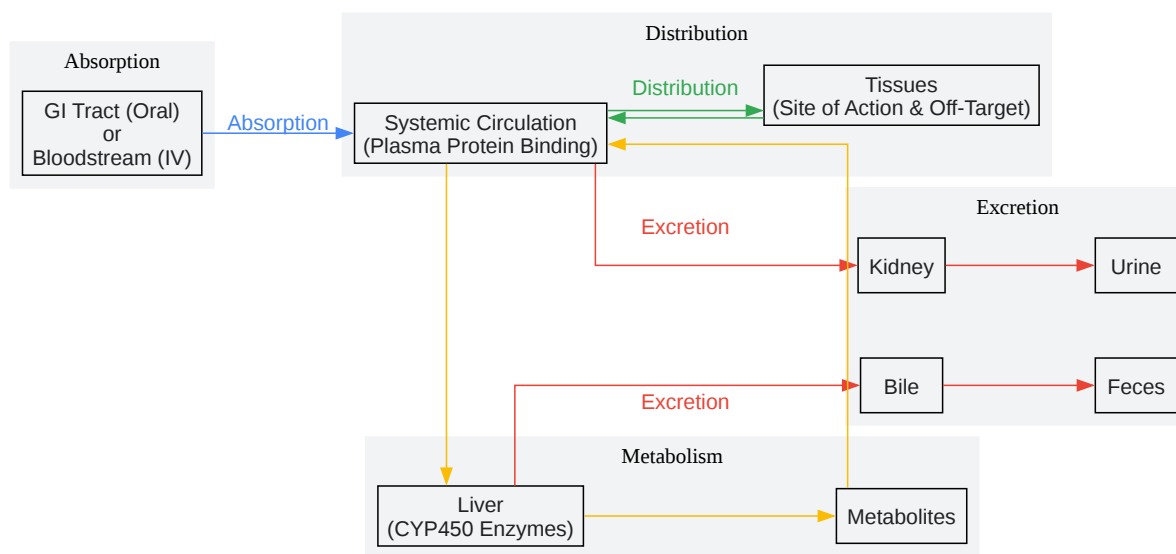 Absorption
GI Tract (Oral)
or
Bloodstream (IV)
Absorption
Distribution
Distribution
Systemic Circulation
(Plasma Protein Binding)
Tissues
(Site of Action & Off-Target)
Excretion
Excretion
Kidney
Urine
Excretion
Bile
Feces
Metabolism
Liver
(CYP450 Enzymes)
Metabolites